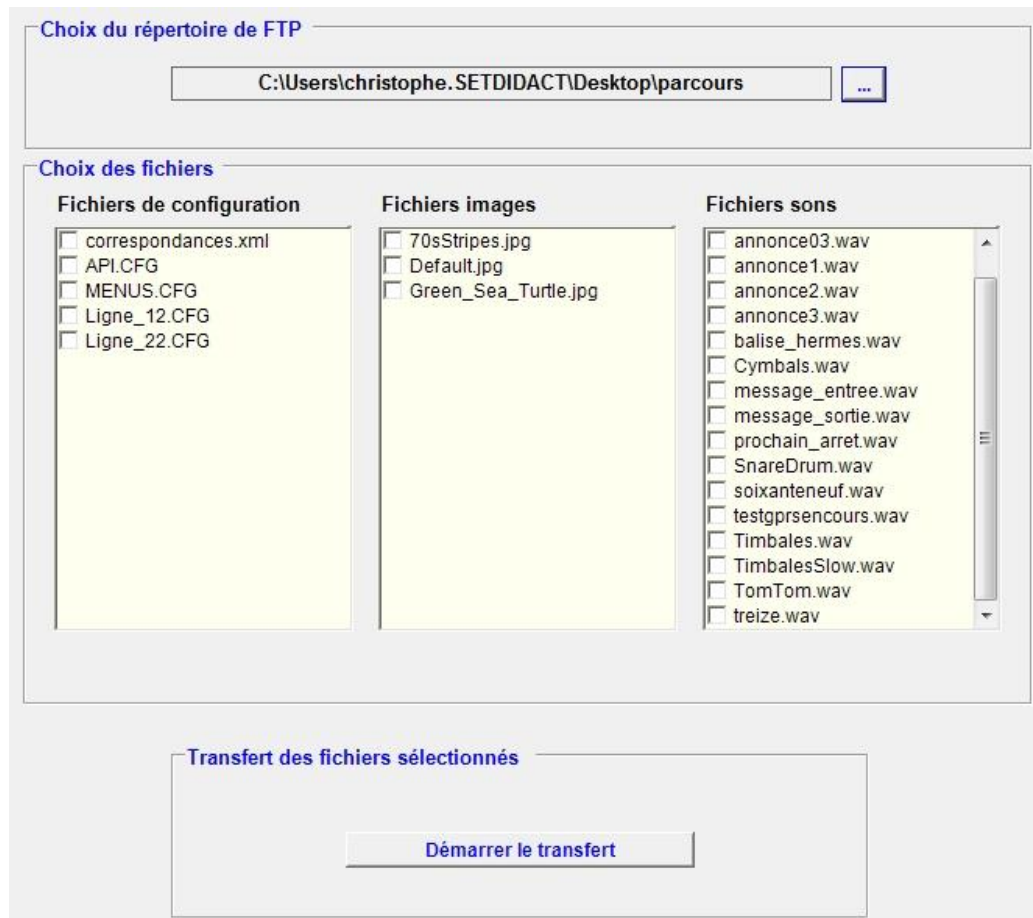 Choix du répertoire de FTP
C:\Users\christophe.SETDIDACT\Desktop\parcours
...
Choix des fichiers
Fichiers de configuration
correspondances.xml
API.CFG
MENUS.CFG
Ligne_12.CFG
Ligne_22.CFG
Fichiers images
70sStripes.jpg
Default.jpg
Green_Sea_Turtle.jpg
Fichiers sons
annonce03.wav
annonce1.wav
annonce2.wav
annonce3.wav
balise_hermes.wav
Cymbals.wav
message_entree.wav
message_sortie.wav
prochain_arret.wav
SnareDrum.wav
soixanteneuf.wav
testgprsencours.wav
Timbales.wav
TimbalesSlow.wav
TomTom.wav
treize.wav
Transfert des fichiers sélectionnés
Démarrer le transfert